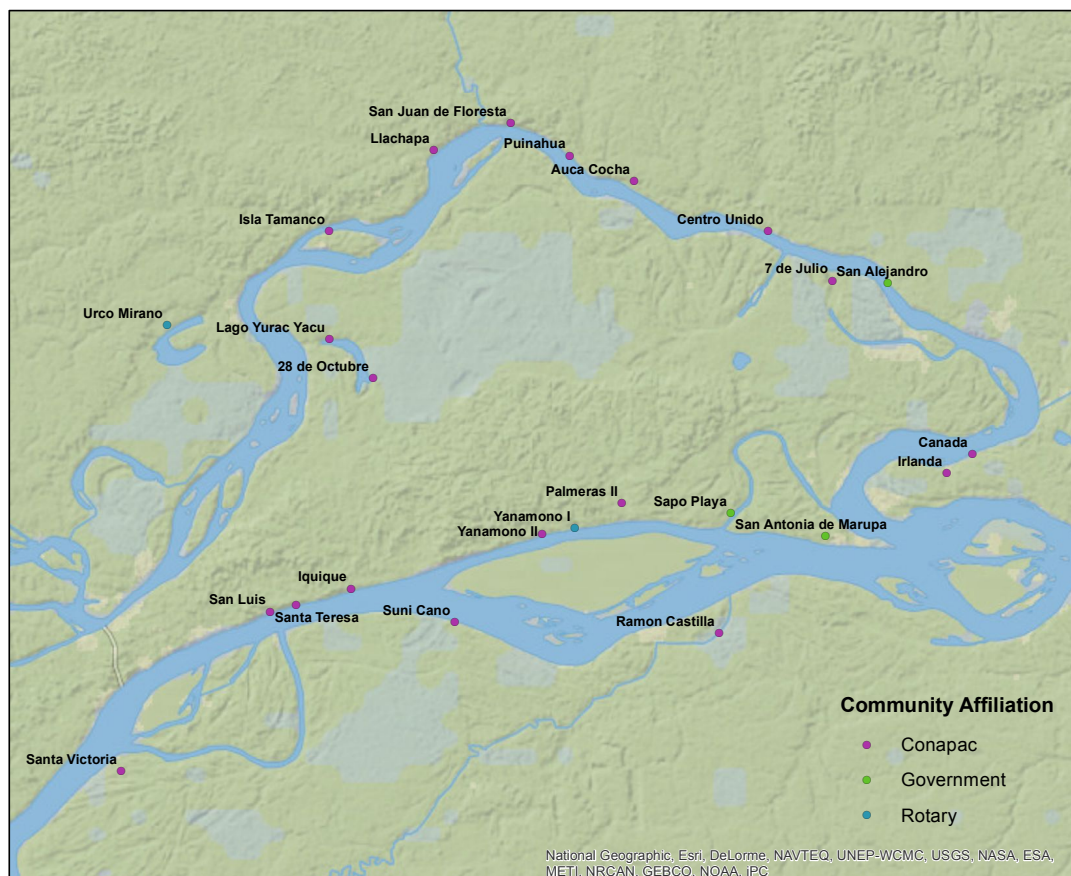 San Juan de Floresta
Llachapa
Puinahua
Auca Cocha
Isla Tamanco
Centro Unido
7 de Julio
San Alejandro
Urco Mirano
Lago Yurac Yacu
28 de Octubre
Canada
Irlanda
Palmeras II
Sapo Playa
Yanamono I
San Antonia de Marupa
Yanamono II
Iquique
San Luis
Santa Teresa
Suni Cano
Ramon Castilla
Santa Victoria
Community Affiliation
Conapac
Government
Rotary
National Geographic, Esri, DeLorme, NAVTEQ, UNEP-WCMC, USGS, NASA, ESA,
METI, NRCAN, GEBCO, NOAA, iPC